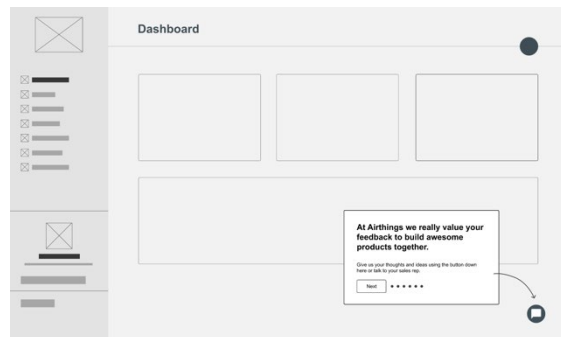 Dashboard
At Airthings we really value your
feedback to build awesome
products together.
Give us your thoughts and ideas using the button down
here or talk to your sales rep.
Next